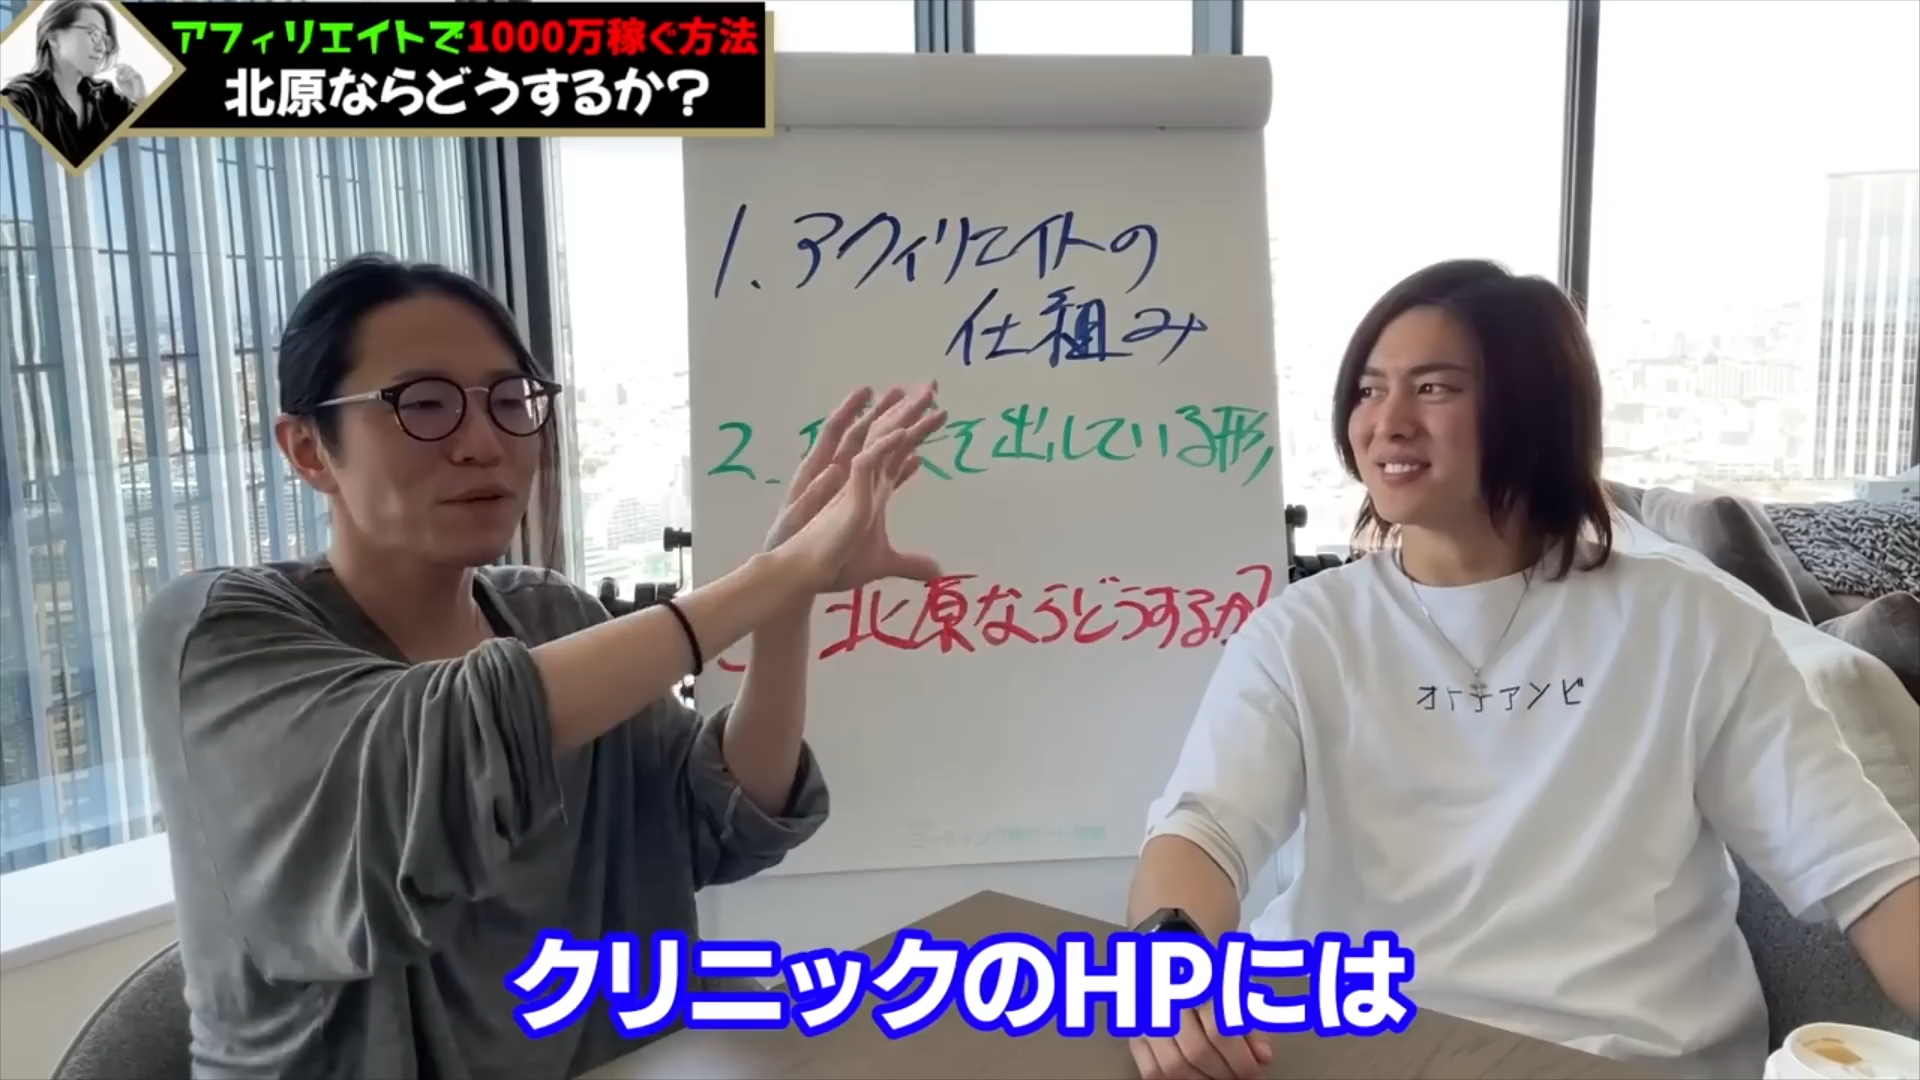 アフィリエイトで1000万稼ぐ方法
北原ならどうするか?
1. アフィリエイトの
仕組み
2. を出している形
北原ならどうするか?
オトナアンビ
クリニックのHPには